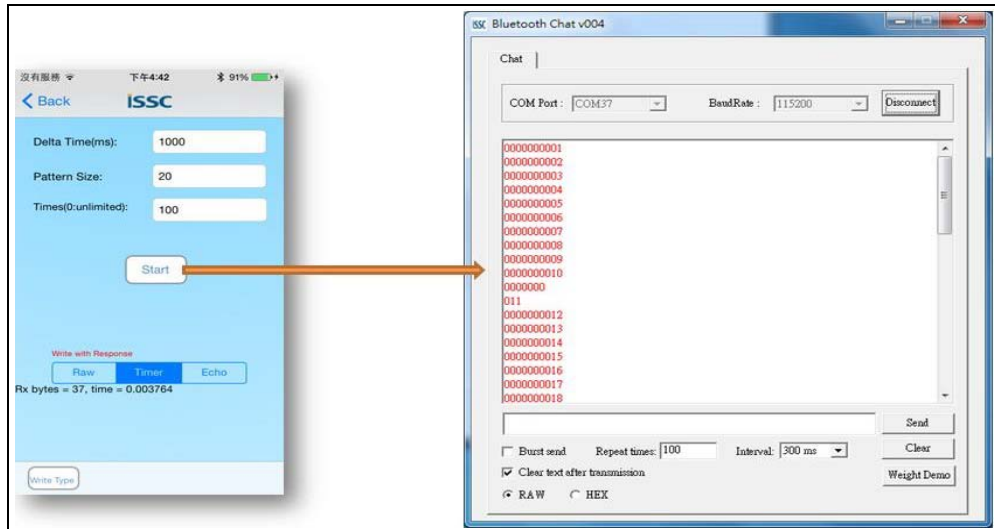 沒有服務 下午4:42 91%
Back ISSC
Delta Time(ms): 1000
Pattern Size: 20
Times(0:unlimited): 100
Start
Write with Response
Raw Timer Echo
Rx bytes = 37, time = 0.003764
Write Type
ISSC Bluetooth Chat v004
Chat
COM Port : COM37 BaudRate : 115200 Disconnect
0000000001
0000000002
0000000003
0000000004
0000000005
0000000006
0000000007
0000000008
0000000009
0000000010
0000000
011
0000000012
0000000013
0000000014
0000000015
0000000016
0000000017
0000000018
Send
Burst send Repeat times: 100 Interval: 300 ms Clear
Clear text after transmission Weight Demo
RAW HEX